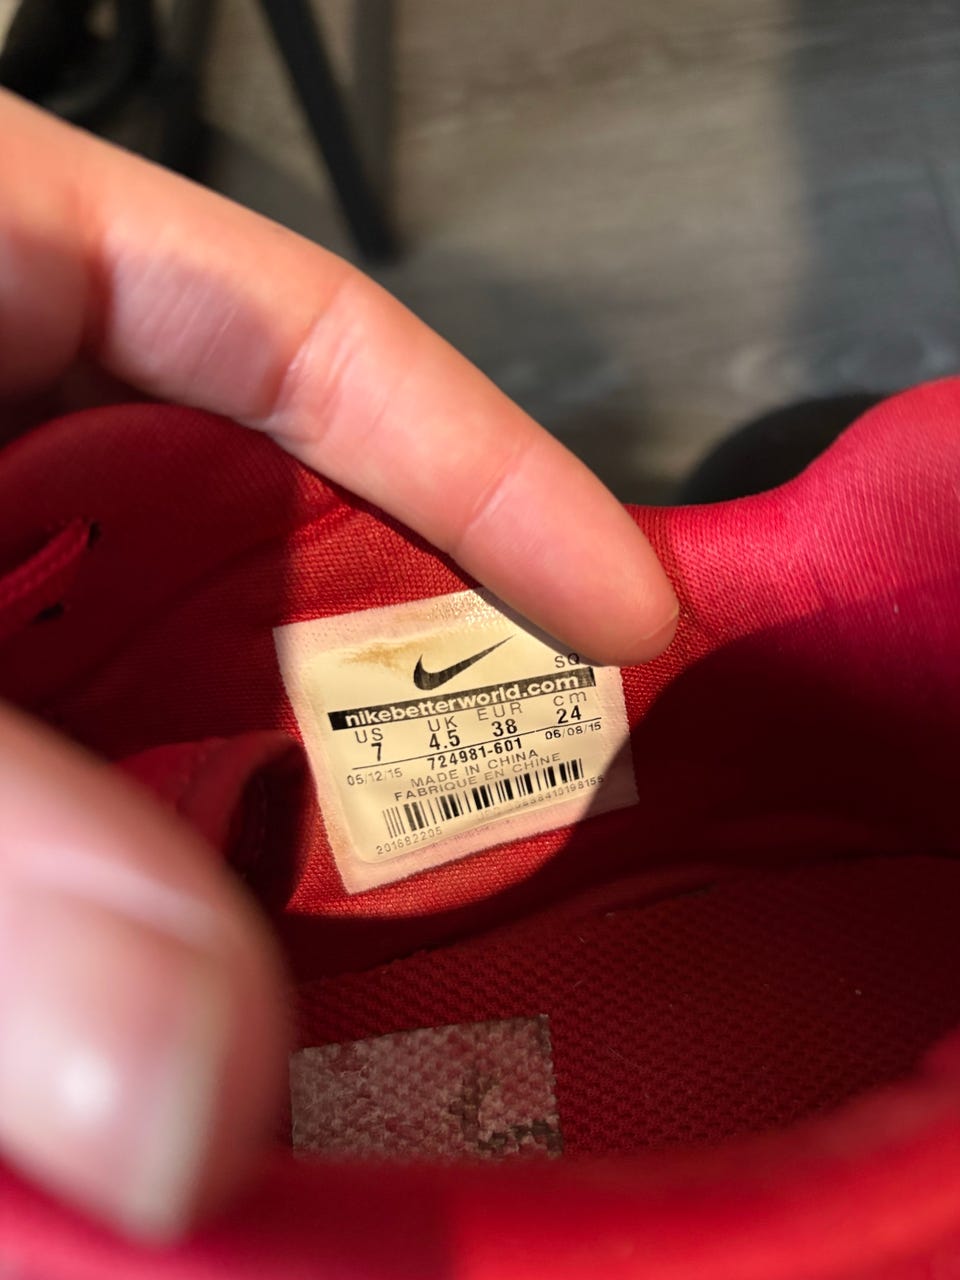 SQ
nikebetterworld.com
US UK EUR cm
7 4.5 38 24
724981-601
05/12/15 06/08/15
MADE IN CHINA
FABRIQUE EN CHINE
201682205